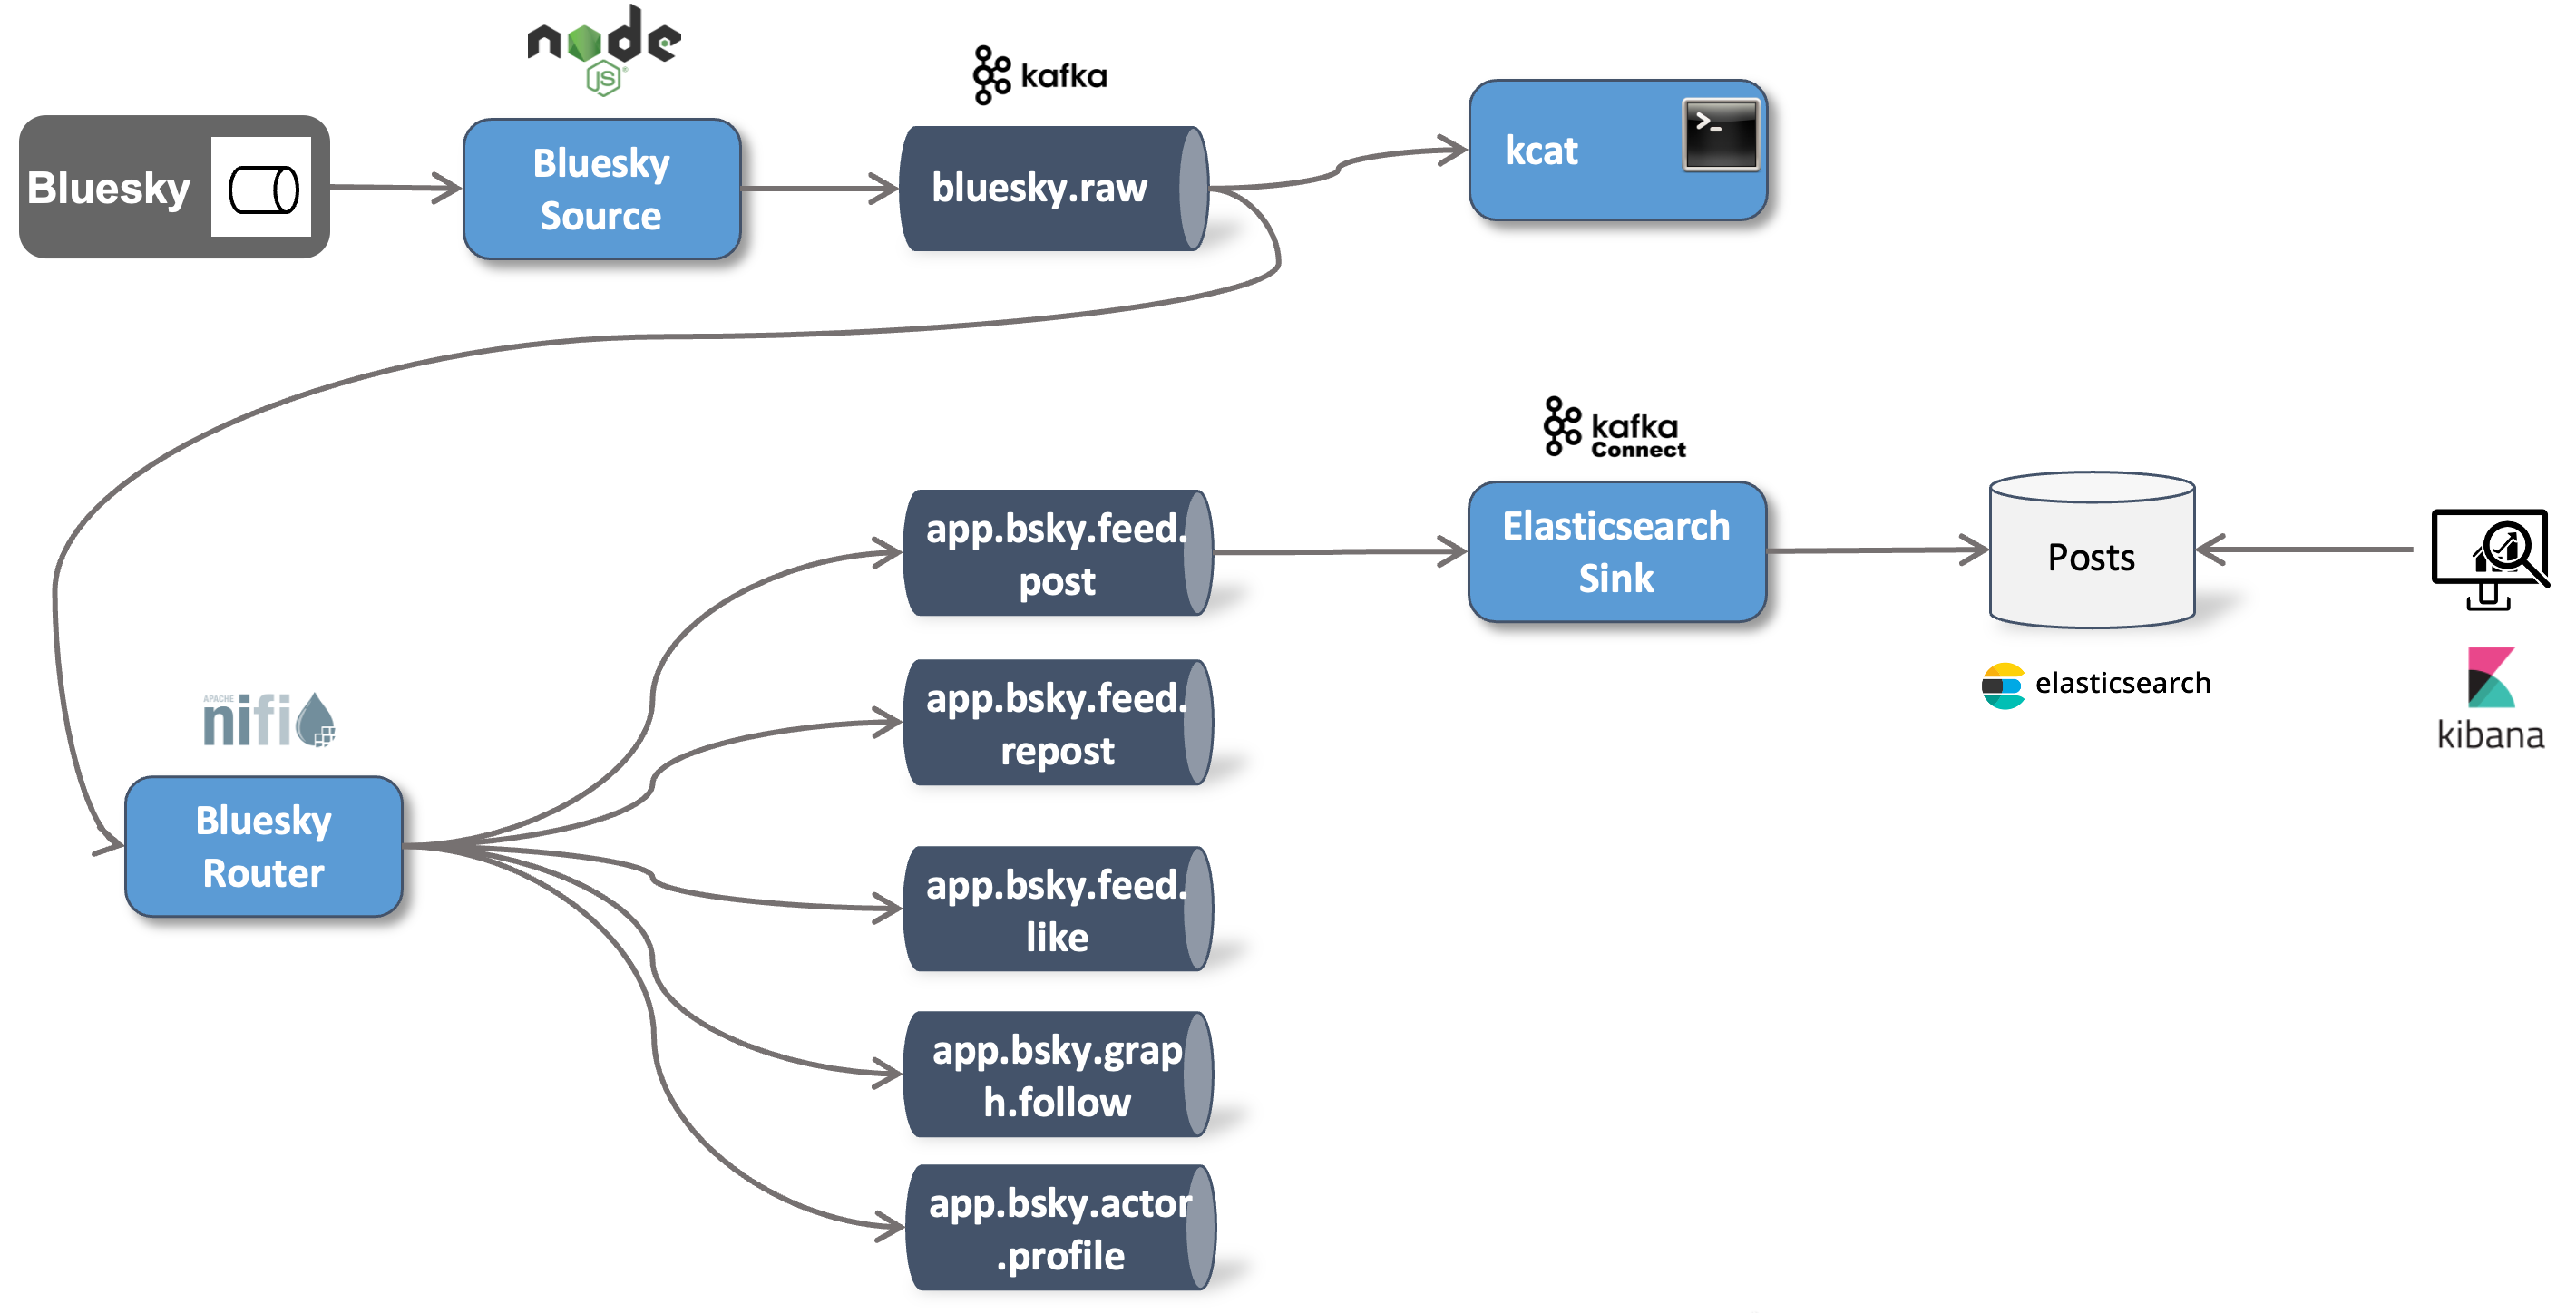 node
JS
kafka
Bluesky
Bluesky
Source
bluesky.raw
kcat
>_
kafka
Connect
app.bsky.feed.
post
Elasticsearch
Sink
Posts
app.bsky.feed.
repost
elasticsearch
kibana
APACHE
nifi
Bluesky
Router
app.bsky.feed.
like
app.bsky.grap
h.follow
app.bsky.actor
.profile